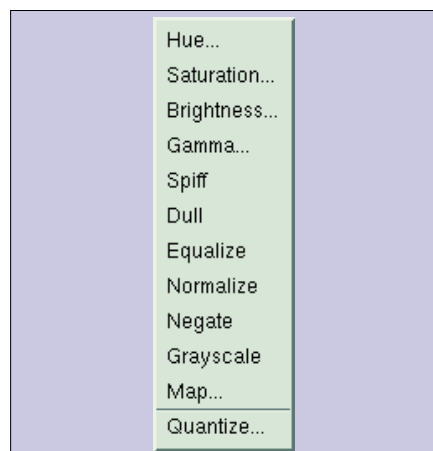 Hue...
Saturation...
Brightness...
Gamma...
Spiff
Dull
Equalize
Normalize
Negate
Grayscale
Map...
Quantize...